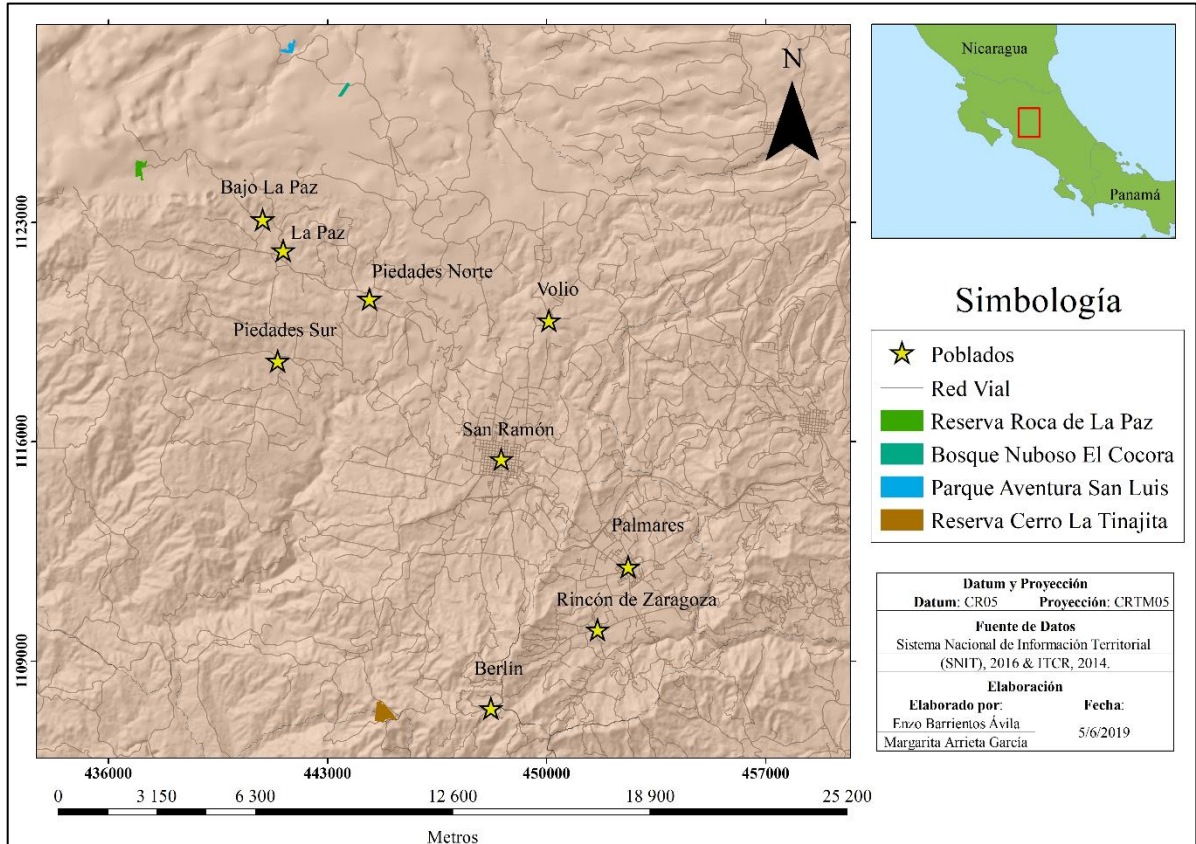 N
Bajo La Paz
La Paz
Piedades Norte
Volio
Piedades Sur
San Ramón
Palmares
Rincón de Zaragoza
Berlín
1123000
1116000
1109000
436000 443000 450000 457000
0 3 150 6 300 12 600 18 900 25 200
Metros
Nicaragua
Panamá
Simbología
Poblados
Red Vial
Reserva Roca de La Paz
Bosque Nuboso El Cocora
Parque Aventura San Luis
Reserva Cerro La Tinajita
Datum y Proyección
Datum: CR05 Proyección: CRTM05
Fuente de Datos
Sistema Nacional de Información Territorial
(SNIT), 2016 & ITCR, 2014.
Elaboración
Elaborado por: Fecha:
Enzo Barrientos Ávila
Margarita Arrieta García
5/6/2019